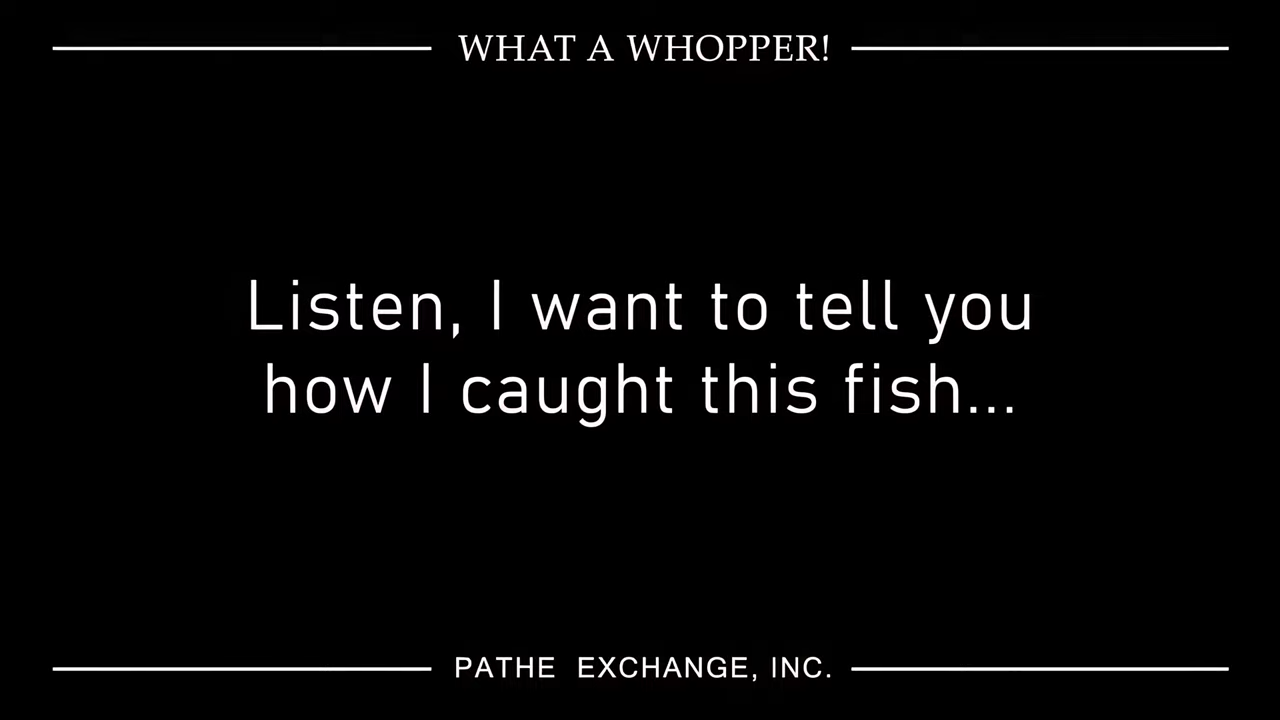 WHAT A WHOPPER!
Listen, I want to tell you
how I caught this fish...
PATHE EXCHANGE, INC.